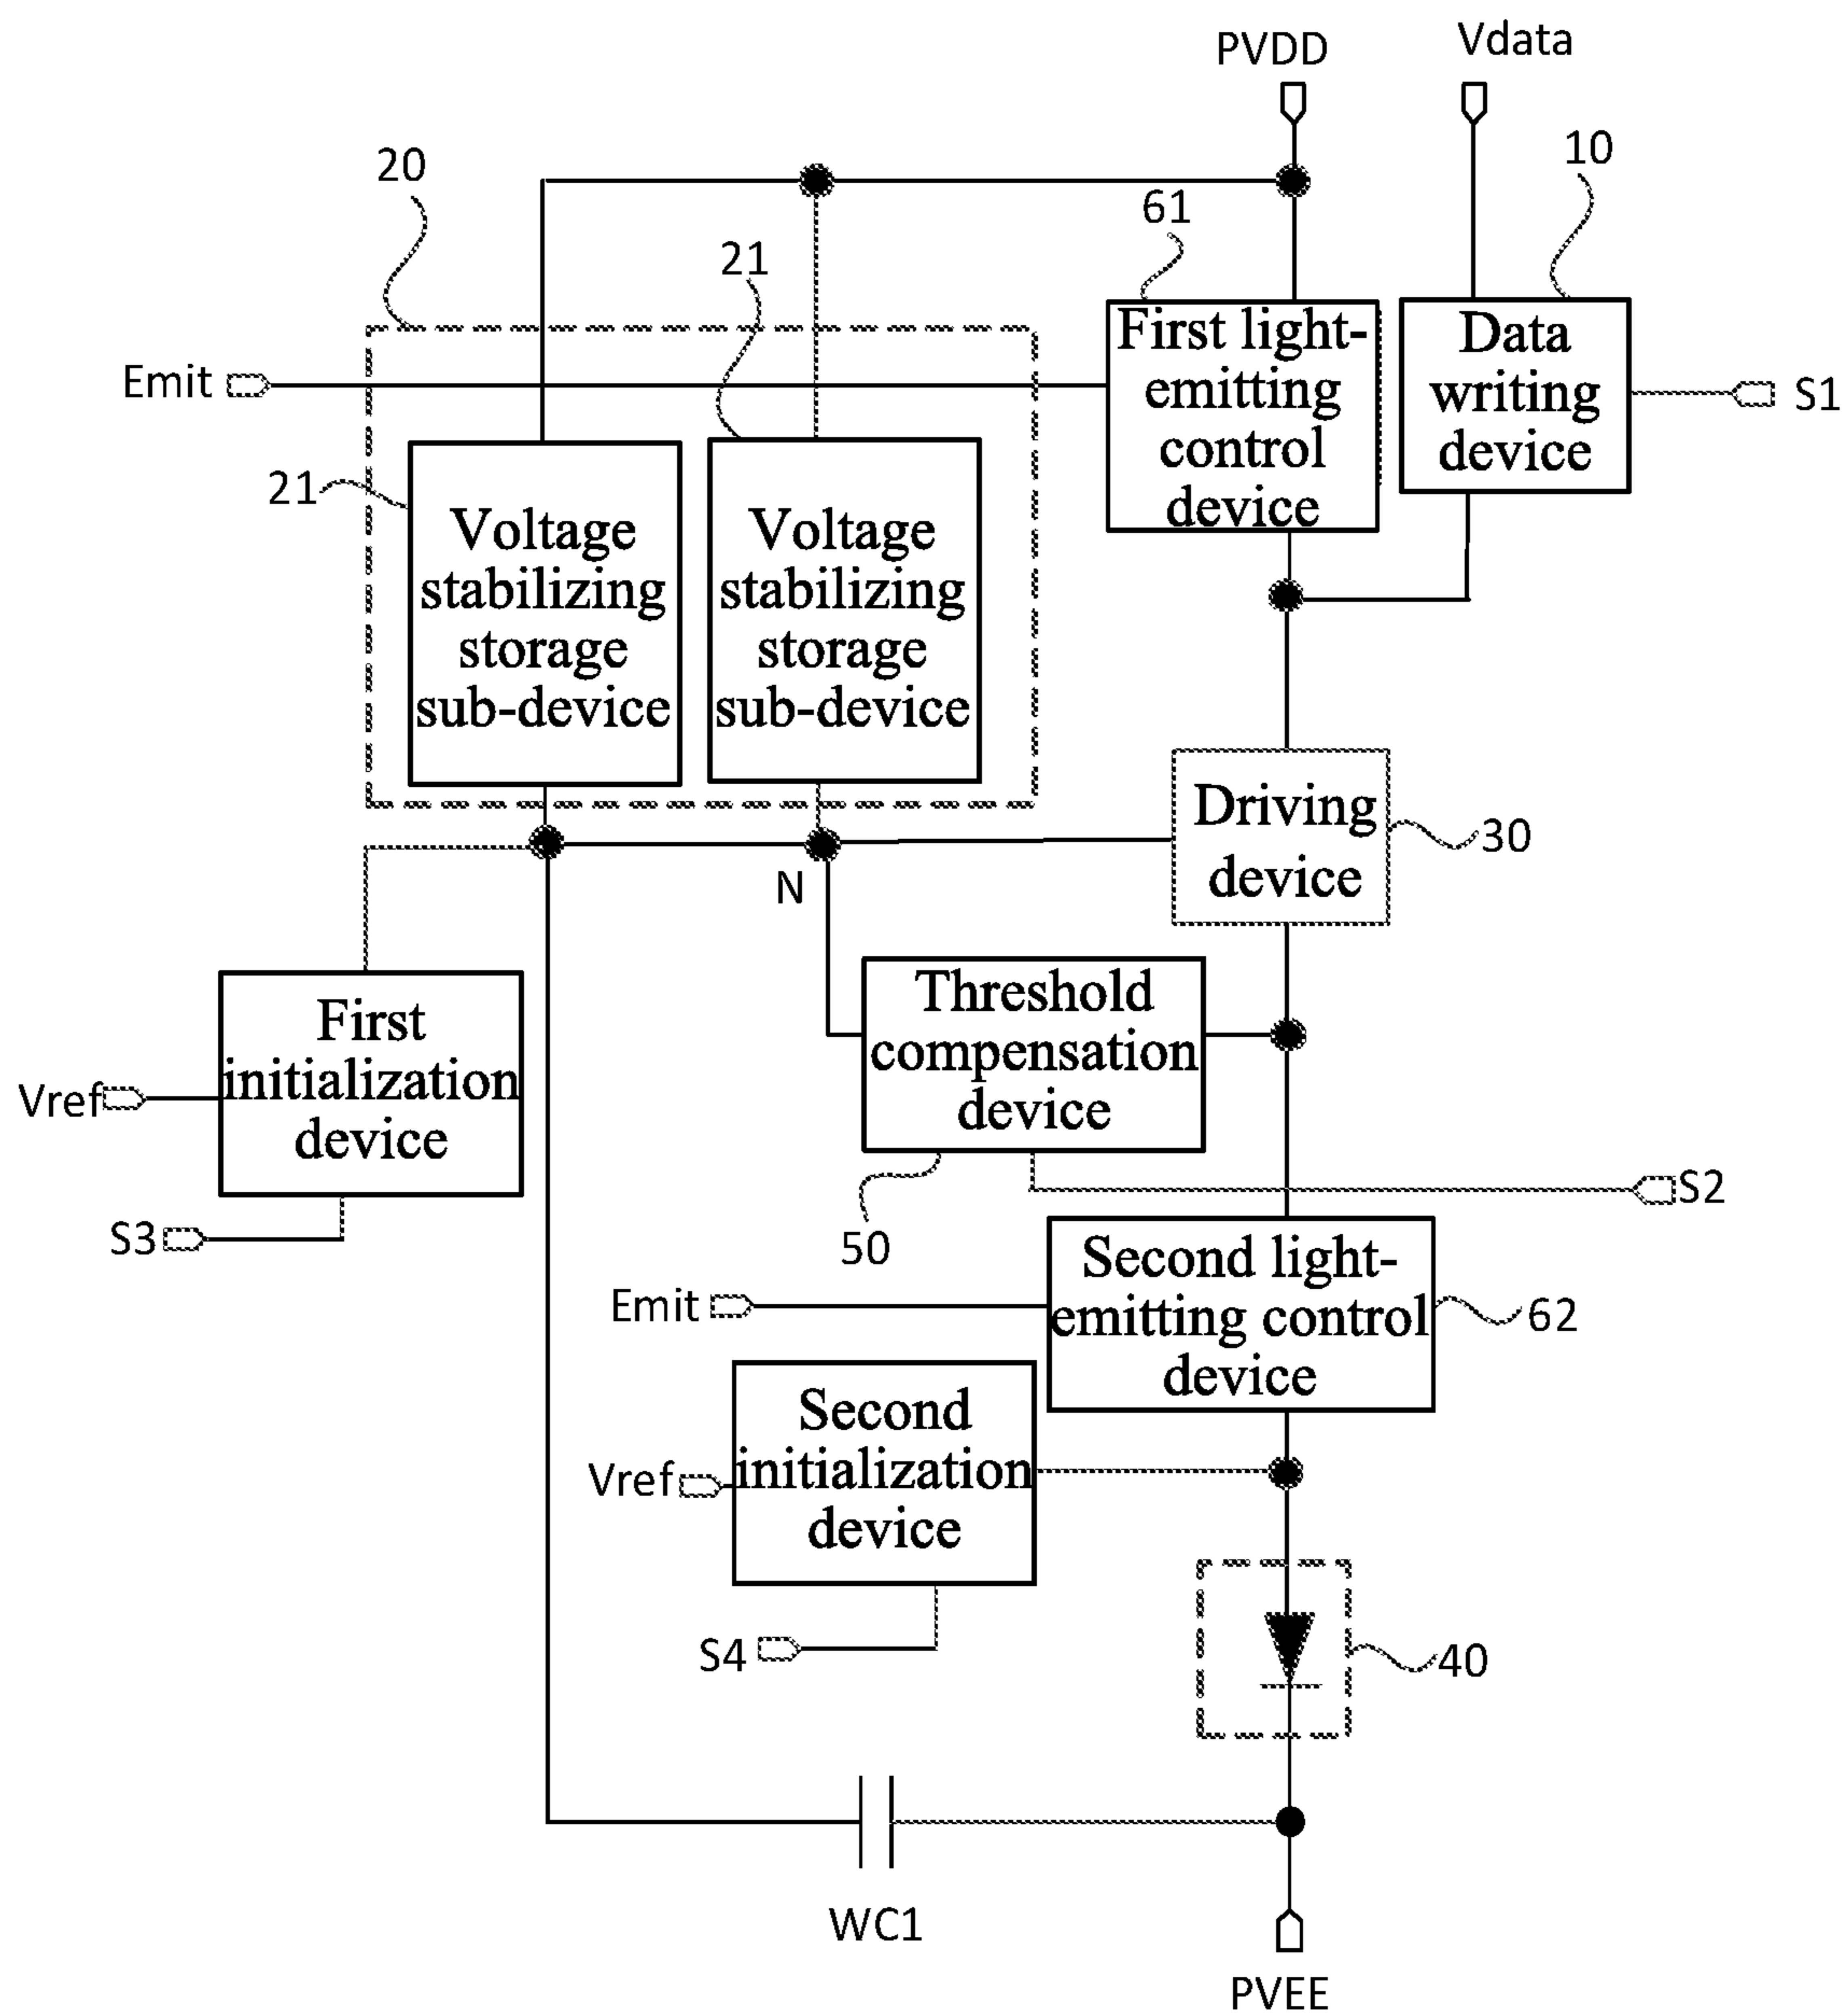 PVDD
Vdata
20
10
61
21
Emit
First light-
emitting
control
device
Data
writing
device
S1
21
Voltage
stabilizing
storage
sub-device
Voltage
stabilizing
storage
sub-device
Driving
device
30
N
First
initialization
device
Vref
Threshold
compensation
device
S2
S3
50
Second light-
emitting control
device
Emit
62
Second
initialization
device
Vref
S4
40
WC1
PVEE